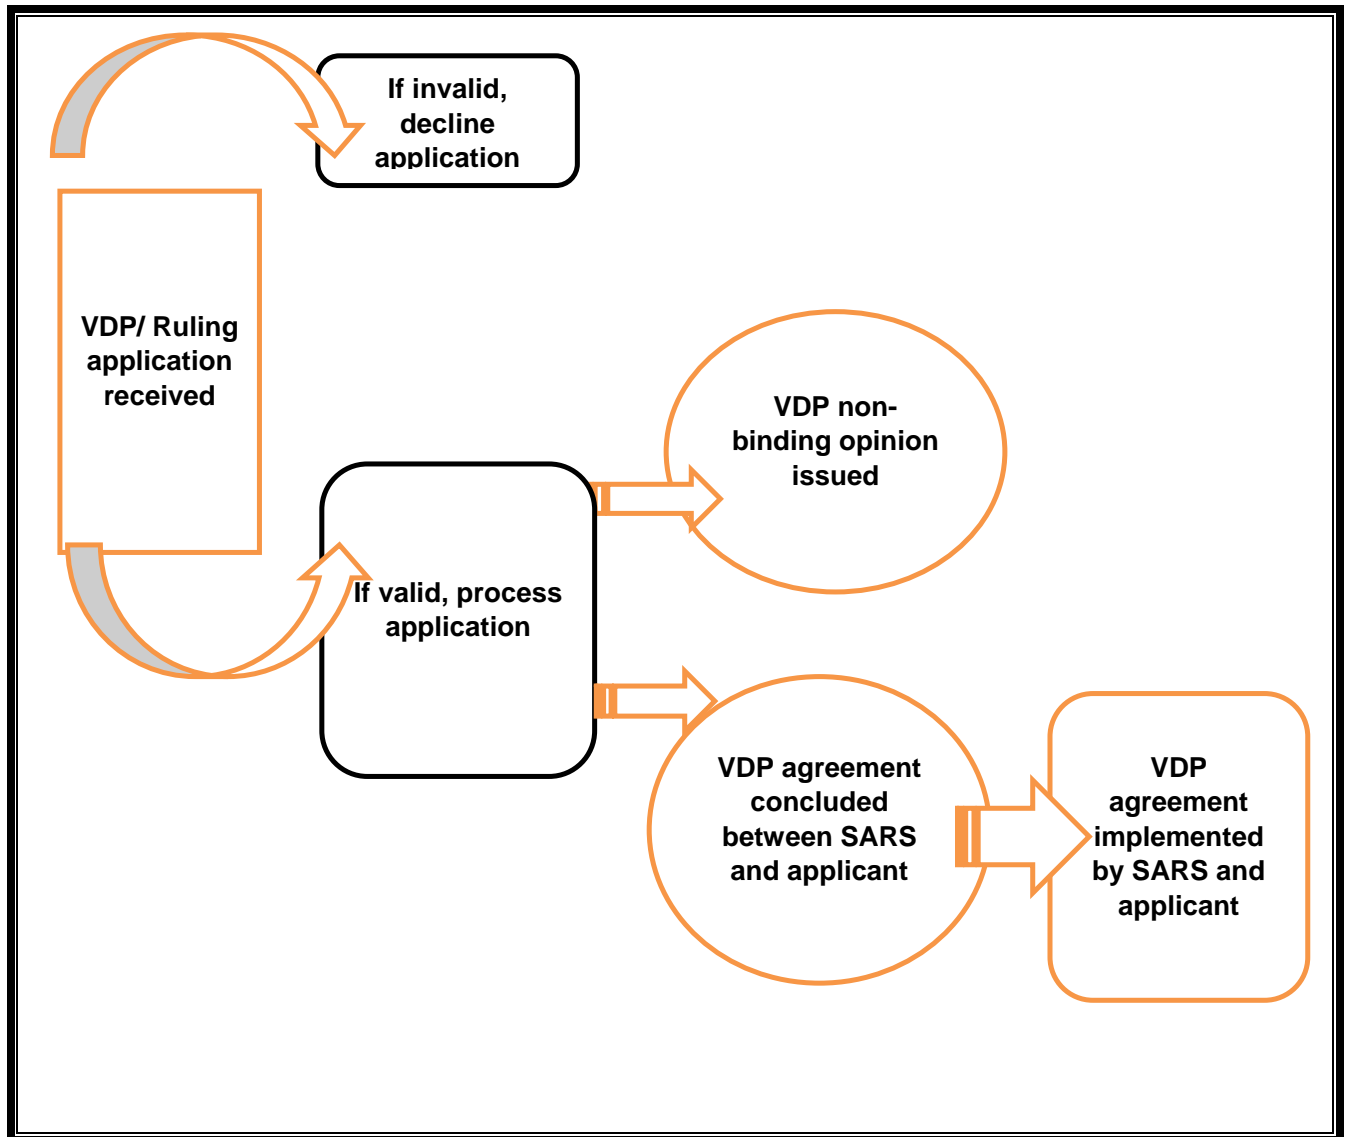 If invalid,
decline
application
VDP/ Ruling
application
received
VDP non-
binding opinion
issued
If valid, process
application
VDP agreement
concluded
between SARS
and applicant
VDP
agreement
implemented
by SARS and
applicant